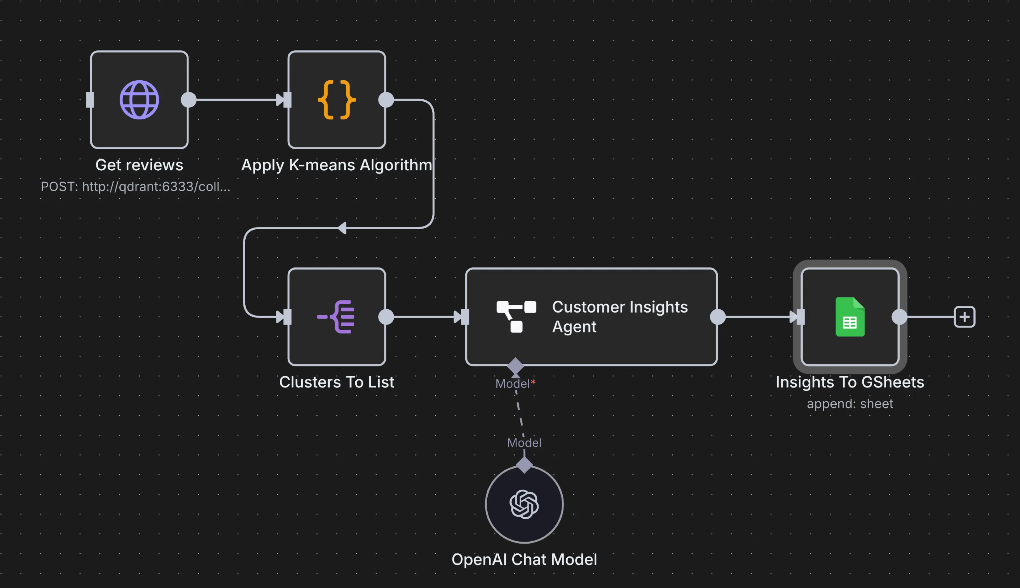 Get reviews
POST: http://qdrant:6333/coll...
Apply K-means Algorithm
Clusters To List
Customer Insights
Agent
Model*
Model
OpenAI Chat Model
Insights To GSheets
append: sheet